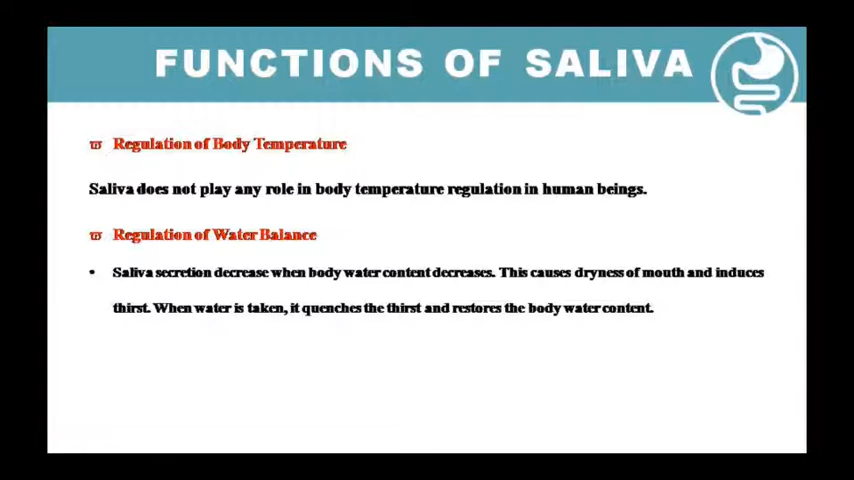 FUNCTIONS OF SALIVA
Regulation of Body Temperature
Saliva does not play any role in body temperature regulation in human beings.
Regulation of Water Balance
• Saliva secretion decrease when body water content decreases. This causes dryness of mouth and induces
thirst. When water is taken, it quenches the thirst and restores the body water content.